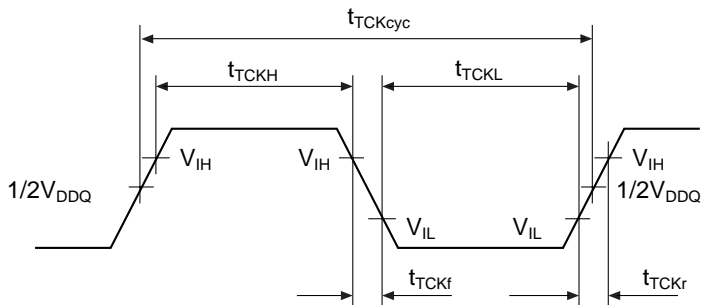 tTCKcyc
tTCKH tTCKL
VIH VIH VIH
1/2VDDQ 1/2VDDQ
VIL VIL
tTCKf tTCKr